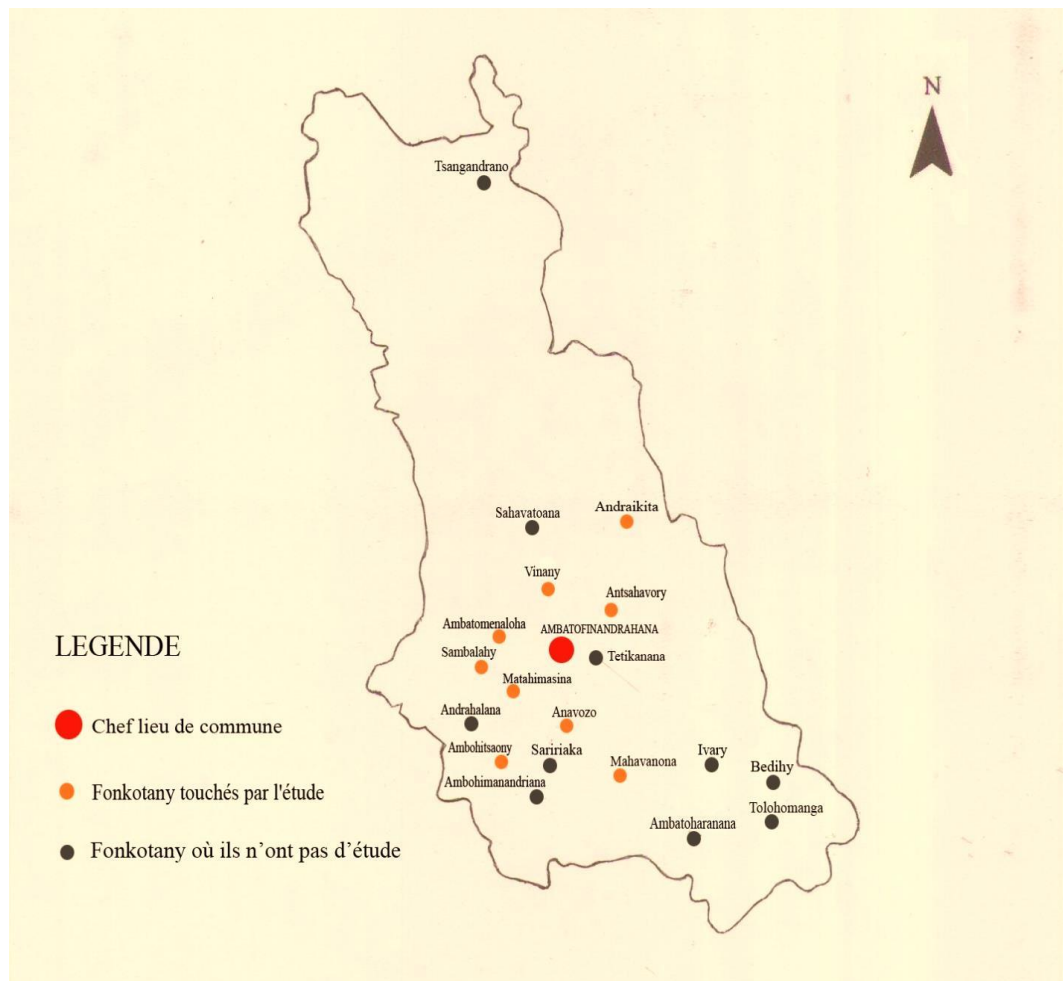 N
Tsangandrano
Andraikita
Sahavatoana
Vinany
Antsahavory
Ambatomenaloha
AMBATOFINANDRAHANA
Sambalahy
Tetikanana
Matahimasina
Andrahalana
Anavozo
Ambohitsaony
Saririaka
Mahavanona
Ivary
Bedihy
Ambohimanandriana
Tolohomanga
Ambatoharanana
LEGENDE
Chef lieu de commune
Fonkotany touchés par l'étude
Fonkotany où ils n’ont pas d’étude